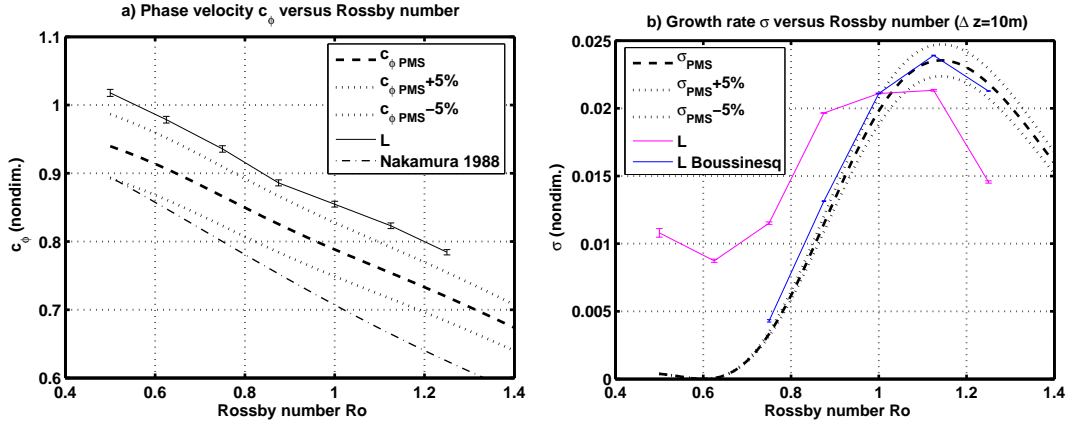 a) Phase velocity c_ϕ versus Rossby number
1.1
1
0.9
0.8
0.7
0.6
c_ϕ (nondim.)
c_ϕ PMS
c_ϕ PMS+5%
c_ϕ PMS−5%
L
Nakamura 1988
0.4 0.6 0.8 1 1.2 1.4
Rossby number Ro
b) Growth rate σ versus Rossby number (Δ z=10m)
0.025
0.02
0.015
0.01
0.005
0
σ (nondim.)
σ_PMS
σ_PMS+5%
σ_PMS−5%
L
L Boussinesq
0.4 0.6 0.8 1 1.2 1.4
Rossby number Ro